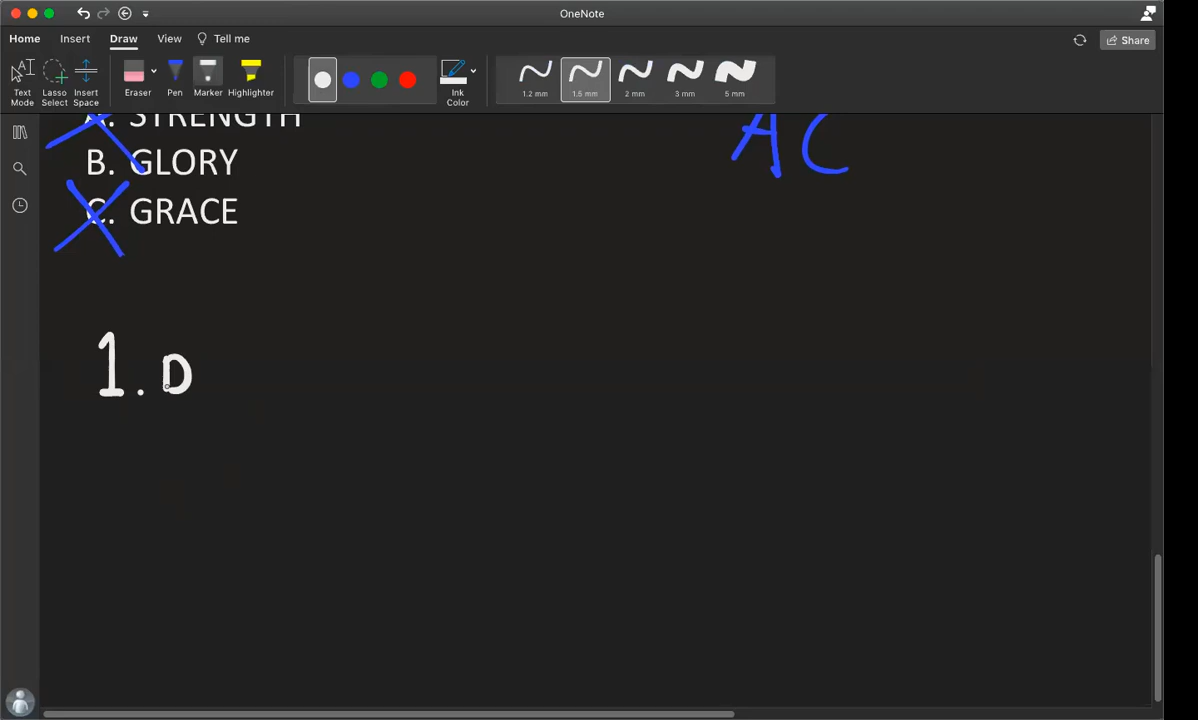 OneNote
Home Insert Draw View Tell me Share
Text Mode Lasso Select Insert Space Eraser Pen Marker Highlighter Ink Color 1.2 mm 1.5 mm 2 mm 3 mm 5 mm
A. STRENGTH
A C
B. GLORY
C. GRACE
1. D